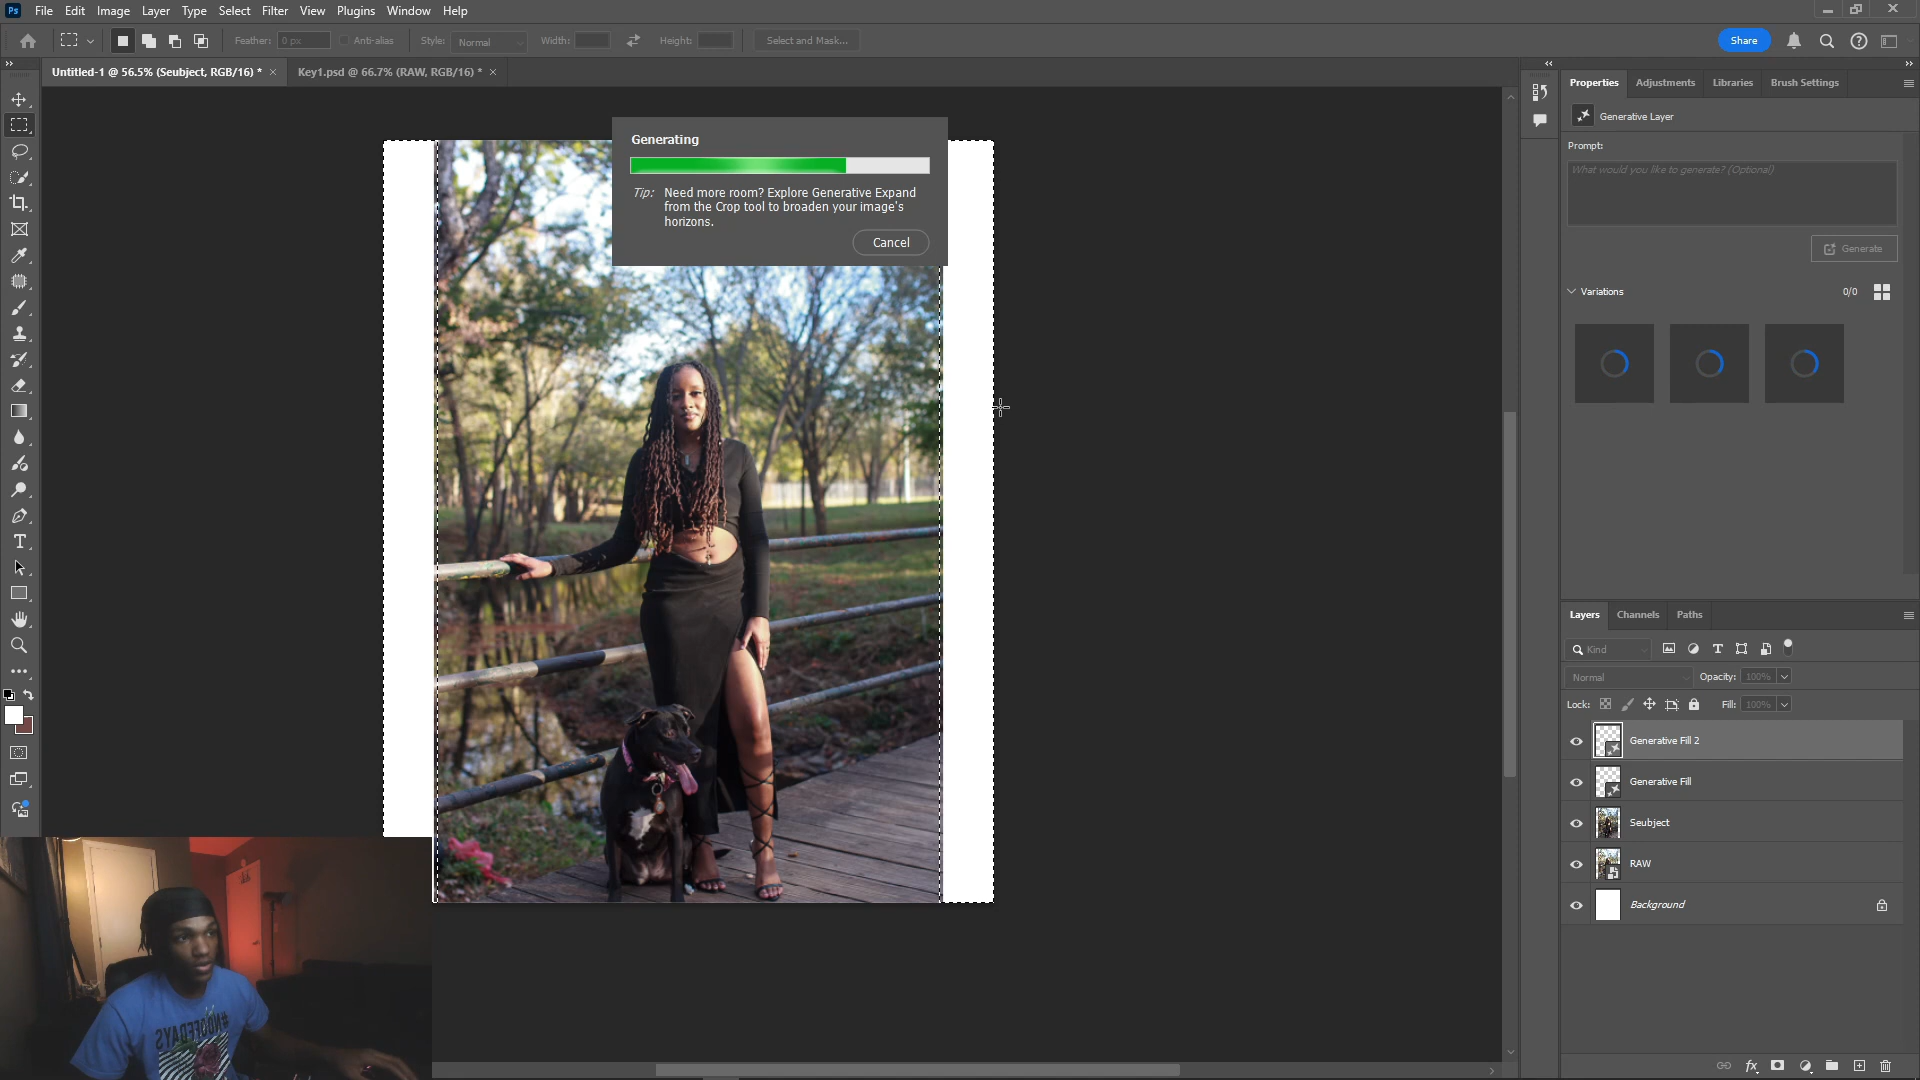 Ps File Edit Image Layer Type Select Filter View Plugins Window Help
Feather: 0 px Anti-alias Style: Normal Width: Height: Select and Mask... Share
Untitled-1 @ 56.5% (Seubject, RGB/16) * × Key1.psd @ 66.7% (RAW, RGB/16) * ×
Properties Adjustments Libraries Brush Settings
Generative Layer
Prompt:
What would you like to generate? (Optional)
Generate
Variations 0/0
Generating
Tip: Need more room? Explore Generative Expand
from the Crop tool to broaden your image's
horizons.
Cancel
Layers Channels Paths
Kind
Normal Opacity: 100%
Lock: Fill: 100%
Generative Fill 2
Generative Fill
Seubject
RAW
Background
fx
#NOOFFDAYS